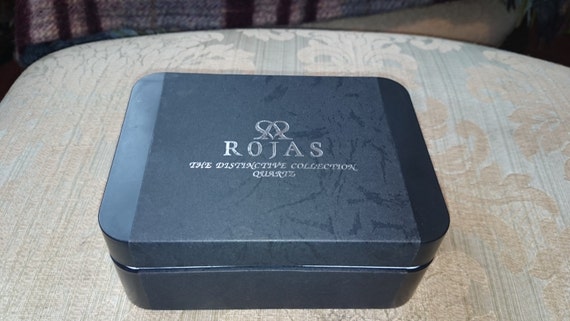 ROJAS
THE DISTINCTIVE COLLECTION
QUARTZ